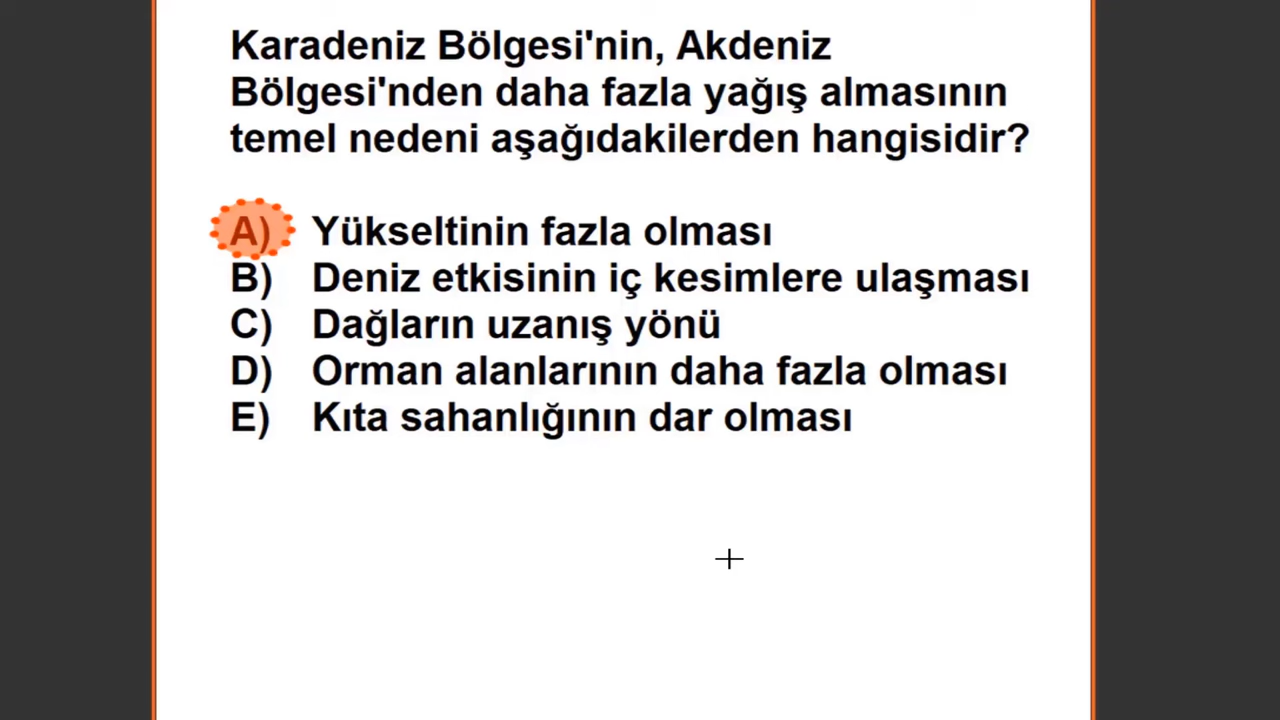 Karadeniz Bölgesi'nin, Akdeniz
Bölgesi'nden daha fazla yağış almasının
temel nedeni aşağıdakilerden hangisidir?
A) Yükseltinin fazla olması
B) Deniz etkisinin iç kesimlere ulaşması
C) Dağların uzanış yönü
D) Orman alanlarının daha fazla olması
E) Kıta sahanlığının dar olması